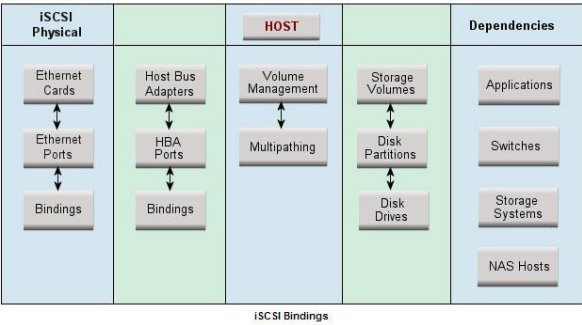 iSCSI
Physical
HOST
Dependencies
Ethernet
Cards
Ethernet
Ports
Bindings
Host Bus
Adapters
HBA
Ports
Bindings
Volume
Management
Multipathing
Storage
Volumes
Disk
Partitions
Disk
Drives
Applications
Switches
Storage
Systems
NAS Hosts
iSCSI Bindings